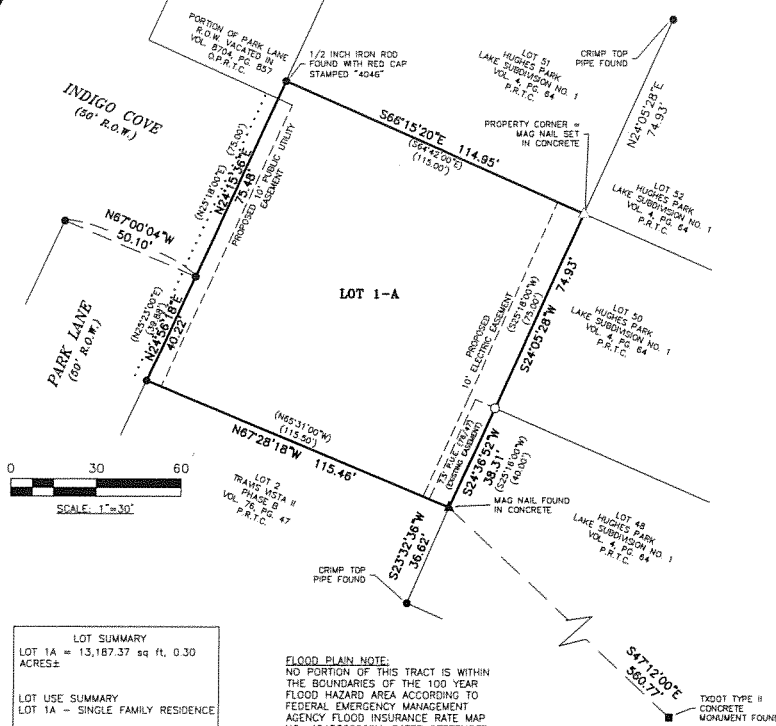 PORTION OF PARK LANE
R.O.W. VACATED IN
VOL. 8704, PG. 857
O.P.R.T.C.
1/2 INCH IRON ROD
FOUND WITH RED CAP
STAMPED "4046"
LOT 51
HUGHES PARK
LAKE SUBDIVISION NO. 1
VOL. 4, PG. 64
P.R.T.C.
CRIMP TOP
PIPE FOUND
N24°05'28"E
74.93'
INDIGO COVE
(50' R.O.W.)
S66°15'20"E 114.95'
(S64°42'00"E)
(115.00')
PROPERTY CORNER =
MAG NAIL SET
IN CONCRETE
LOT 52
HUGHES PARK
LAKE SUBDIVISION NO. 1
VOL. 4, PG. 64
P.R.T.C.
(N25°18'00"E) (75.00')
N24°15'36"E
75.48'
PROPOSED 10' PUBLIC UTILITY
EASEMENT
N67°00'04"W
50.10'
LOT 1-A
PARK LANE
(50' R.O.W.)
(N25°23'00"E)
(39.88')
N24°56'18"E
40.22'
PROPOSED
10' ELECTRIC EASEMENT
(S25°18'00"W)
(75.00')
S24°05'28"W 74.93'
LOT 50
HUGHES PARK
LAKE SUBDIVISION NO. 1
VOL. 4, PG. 64
P.R.T.C.
(N65°31'00"W)
(115.50')
N67°28'18"W 115.46'
7.5' P.U.E. (76/47)
(EXISTING EASEMENT)
S24°36'52"W
38.31'
(S25°16'00"W)
(40.00')
0 30 60
SCALE: 1"=30'
LOT 2
TRAVIS VISTA II
PHASE B
VOL. 76, PG. 47
P.R.T.C.
MAG NAIL FOUND
IN CONCRETE
LOT 48
HUGHES PARK
LAKE SUBDIVISION NO. 1
VOL. 4, PG. 64
P.R.T.C.
S23°32'36"W
36.62'
CRIMP TOP
PIPE FOUND
S47°12'00"E
560.77'
TXDOT TYPE II
CONCRETE
MONUMENT FOUND
LOT SUMMARY
LOT 1A = 13,187.37 sq ft, 0.30
ACRES±
LOT USE SUMMARY
LOT 1A - SINGLE FAMILY RESIDENCE
FLOOD PLAIN NOTE:
NO PORTION OF THIS TRACT IS WITHIN
THE BOUNDARIES OF THE 100 YEAR
FLOOD HAZARD AREA ACCORDING TO
FEDERAL EMERGENCY MANAGEMENT
AGENCY FLOOD INSURANCE RATE MAP